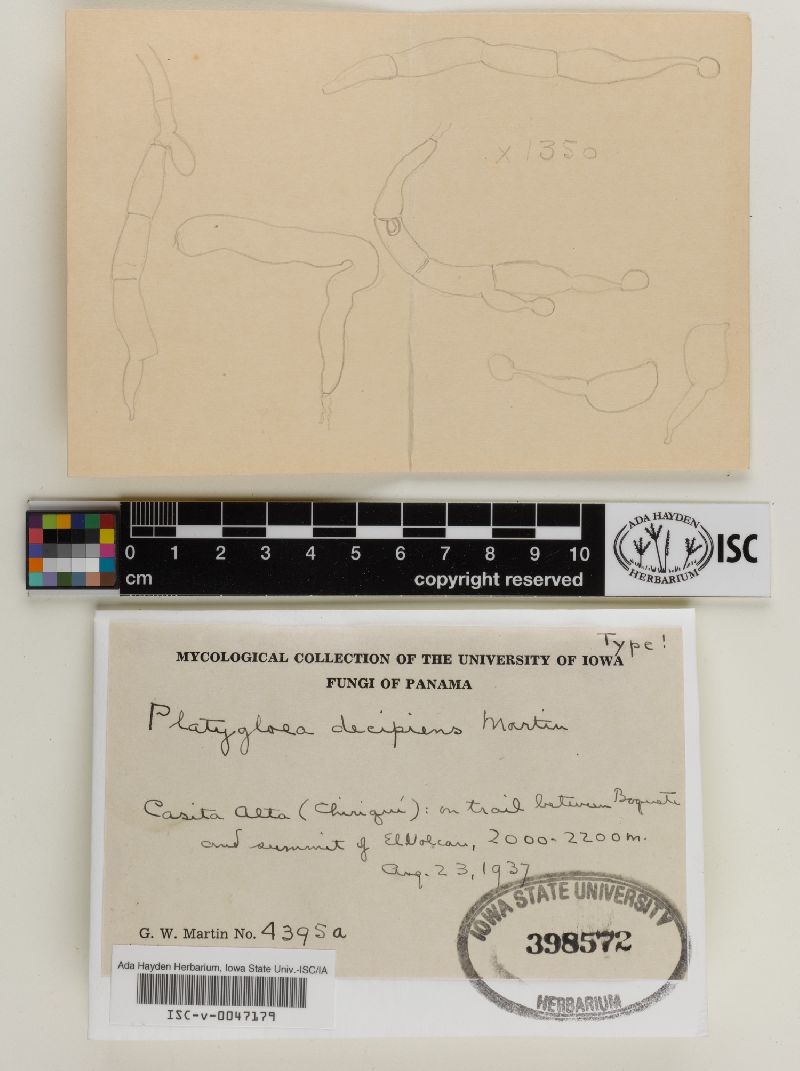 x 1350
0 1 2 3 4 5 6 7 8 9 10
cm copyright reserved
ADA HAYDEN
HERBARIUM
ISC
Type!
MYCOLOGICAL COLLECTION OF THE UNIVERSITY OF IOWA
FUNGI OF PANAMA
Platygloea decipiens Martin
Casita Alta (Chiriqui): on trail between Boquete
and summit of El Volcan, 2000-2200 m.
Aug. 23, 1937
G. W. Martin No. 4395a
IOWA STATE UNIVERSITY
398572
HERBARIUM
Ada Hayden Herbarium, Iowa State Univ.-ISC/IA
ISC-v-0047179